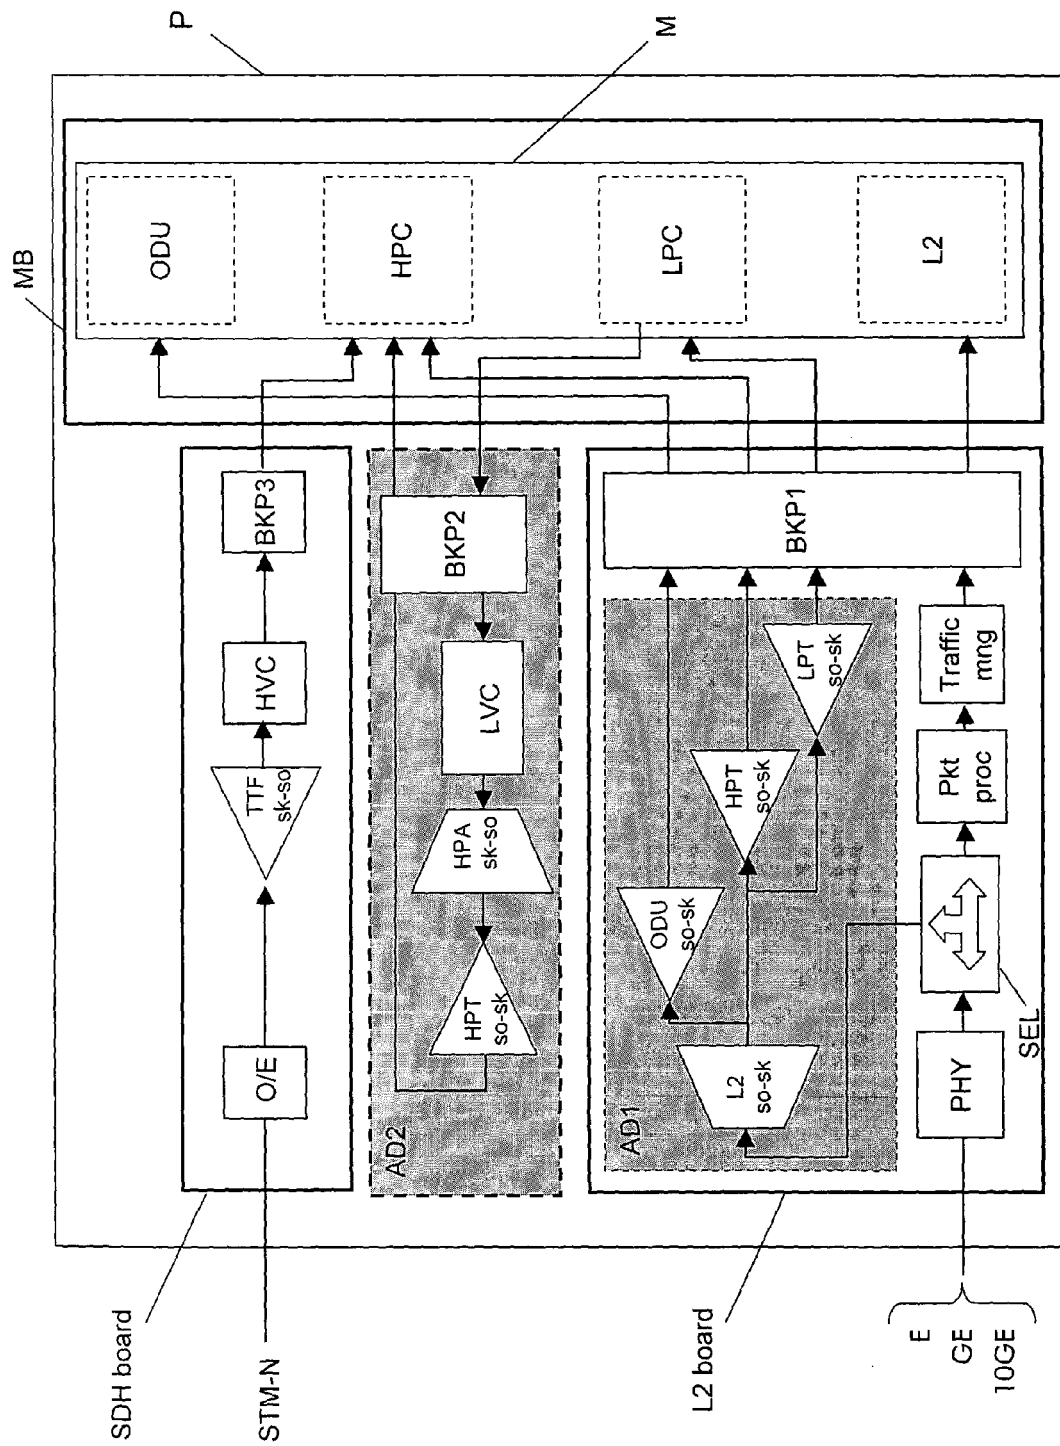 SDH board
STM-N
O/E
TTF
sk-so
HVC
BKP3
MB
P
M
ODU
HPC
LPC
L2
AD2
HPT
so-sk
HPA
sk-so
LVC
BKP2
L2 board
AD1
L2
so-sk
ODU
so-sk
HPT
so-sk
LPT
so-sk
BKP1
E
GE
10GE
PHY
SEL
Pkt
proc
Traffic
mng